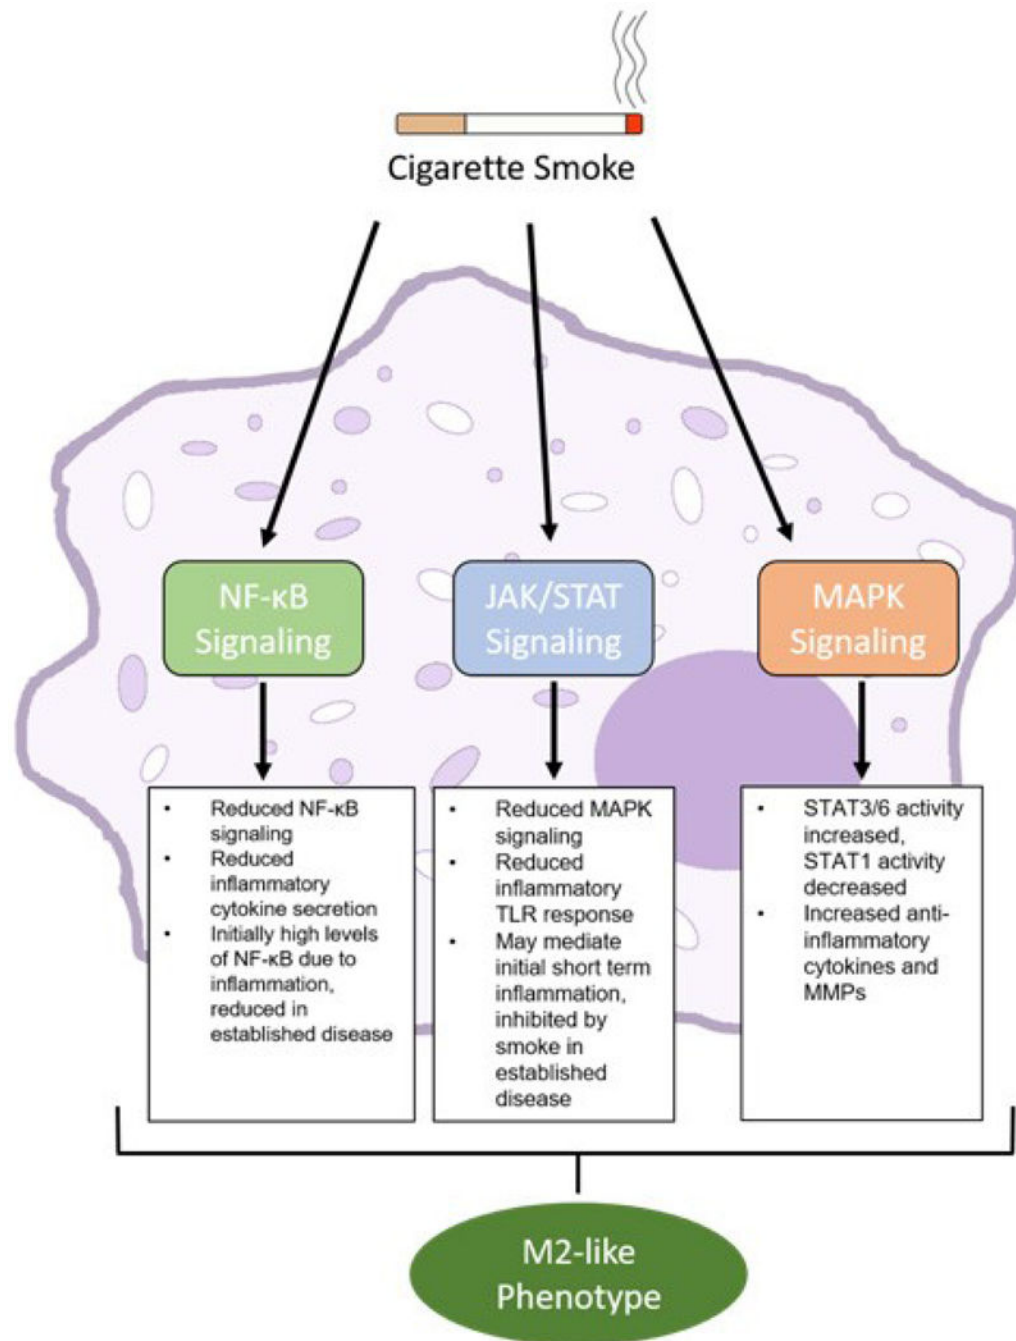 Cigarette Smoke
NF-κB
Signaling
JAK/STAT
Signaling
MAPK
Signaling
• Reduced NF-κB
signaling
• Reduced
inflammatory
cytokine secretion
• Initially high levels
of NF-κB due to
inflammation,
reduced in
established disease
• Reduced MAPK
signaling
• Reduced
inflammatory
TLR response
• May mediate
initial short term
inflammation,
inhibited by
smoke in
established
disease
• STAT3/6 activity
increased,
STAT1 activity
decreased
• Increased anti-
inflammatory
cytokines and
MMPs
M2-like
Phenotype